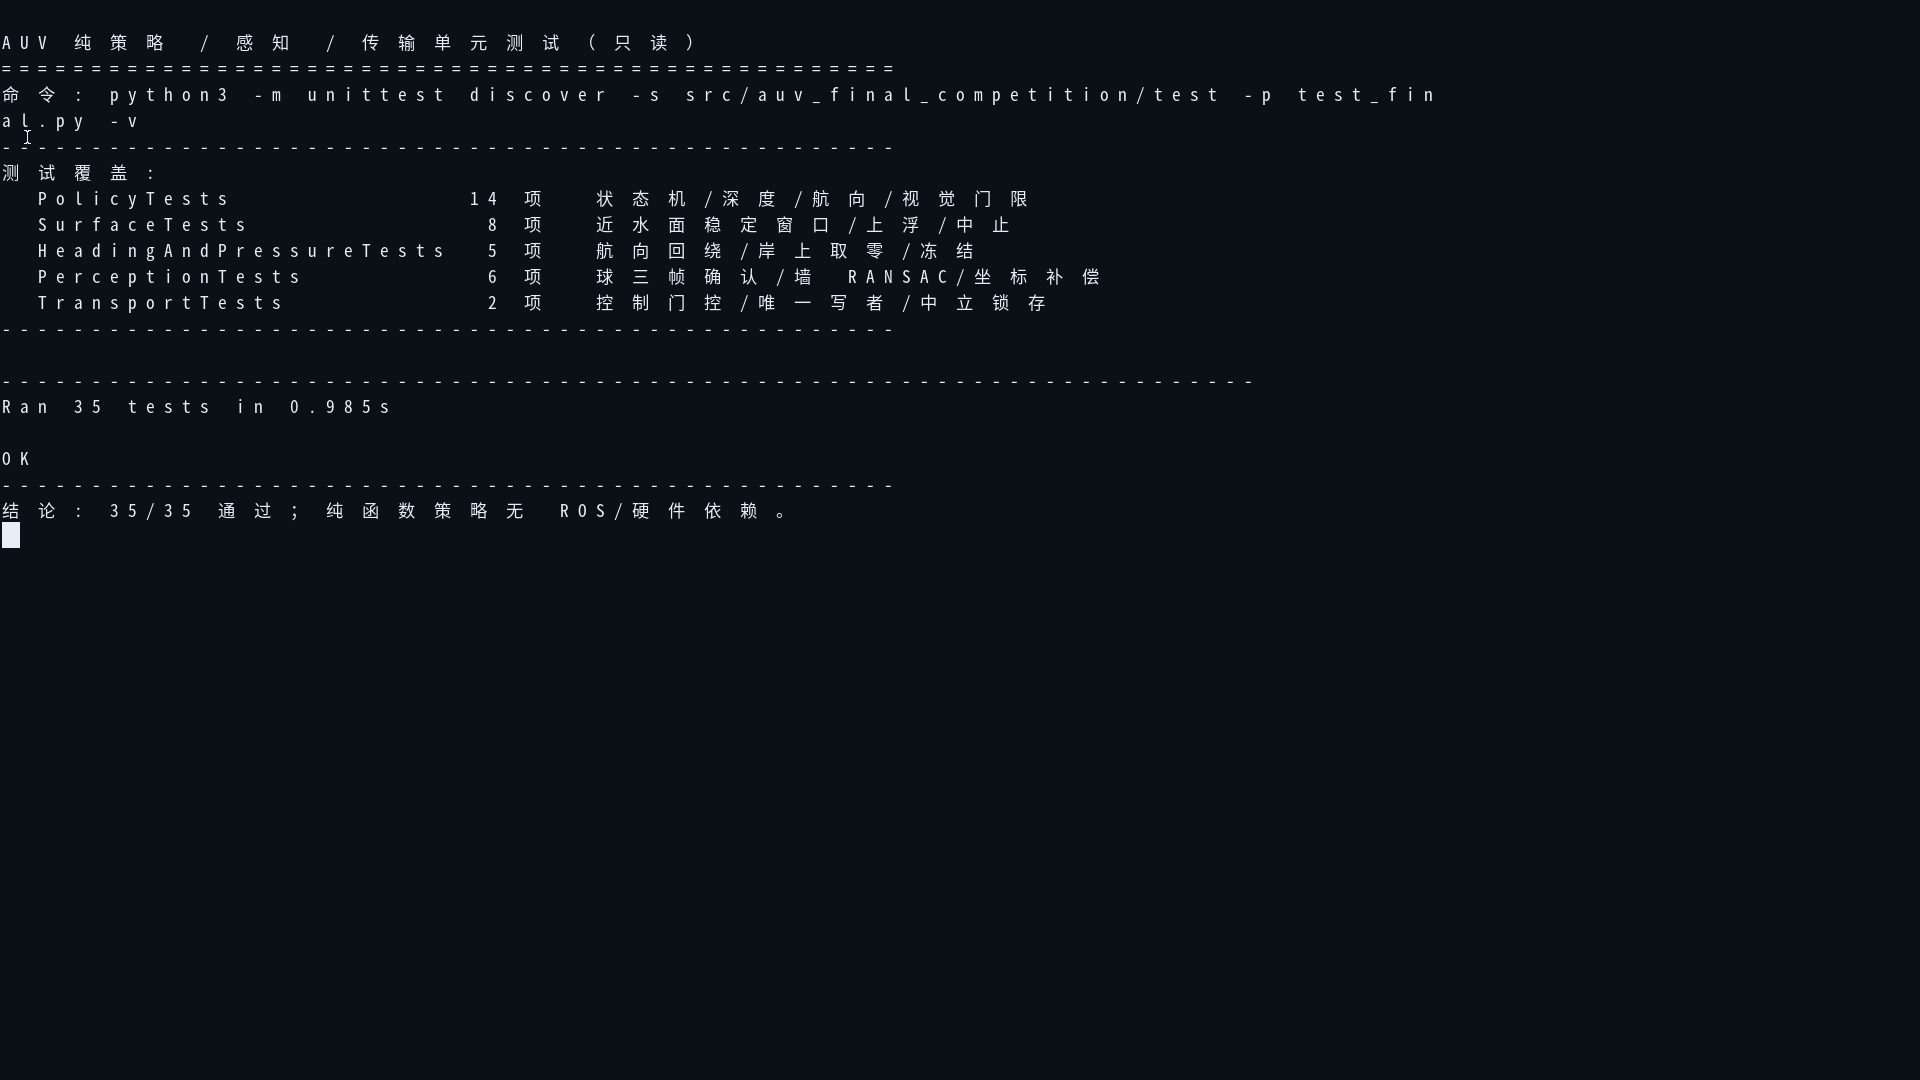 AUV 纯策略 / 感知 / 传输单元测试（只读）
==================================================
命令: python3 -m unittest discover -s src/auv_final_competition/test -p test_fin
al.py -v
--------------------------------------------------
测试覆盖:
  PolicyTests             14 项   状态机/深度/航向/视觉门限
  SurfaceTests             8 项   近水面稳定窗口/上浮/中止
  HeadingAndPressureTests  5 项   航向回绕/岸上取零/冻结
  PerceptionTests          6 项   球三帧确认/墙 RANSAC/坐标补偿
  TransportTests           2 项   控制门控/唯一写者/中立锁存
--------------------------------------------------
----------------------------------------------------------------------
Ran 35 tests in 0.985s
OK
--------------------------------------------------
结论: 35/35 通过；纯函数策略无 ROS/硬件依赖。